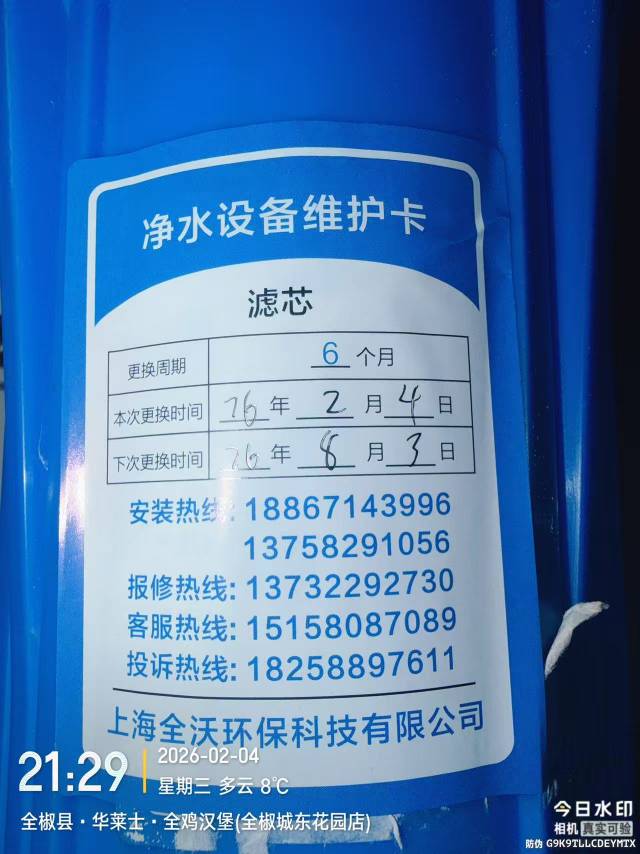 净水设备维护卡
滤芯
更换周期 6 个月
本次更换时间 26 年 2 月 4 日
下次更换时间 26 年 8 月 3 日
安装热线: 18867143996
13758291056
报修热线: 13732292730
客服热线: 15158087089
投诉热线: 18258897611
上海全沃环保科技有限公司
21:29
2026-02-04
星期三 多云 8℃
全椒县·华莱士·全鸡汉堡(全椒城东花园店)
今日水印
相机 真实可验
防伪 G9K9TLLCDEYMTX